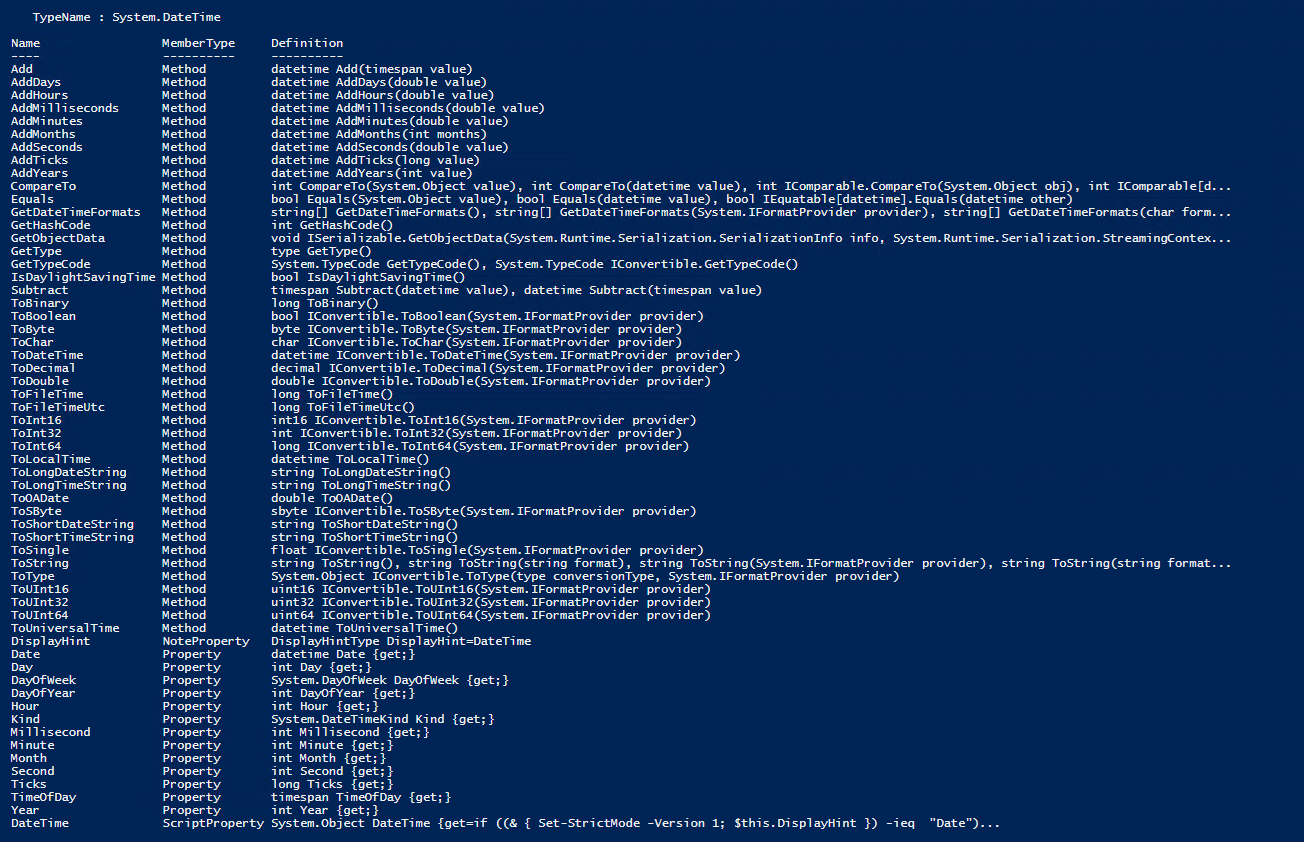 TypeName : System.DateTime
Name MemberType Definition
---- ---------- ----------
Add Method datetime Add(timespan value)
AddDays Method datetime AddDays(double value)
AddHours Method datetime AddHours(double value)
AddMilliseconds Method datetime AddMilliseconds(double value)
AddMinutes Method datetime AddMinutes(double value)
AddMonths Method datetime AddMonths(int months)
AddSeconds Method datetime AddSeconds(double value)
AddTicks Method datetime AddTicks(long value)
AddYears Method datetime AddYears(int value)
CompareTo Method int CompareTo(System.Object value), int CompareTo(datetime value), int IComparable.CompareTo(System.Object obj), int IComparable[d...
Equals Method bool Equals(System.Object value), bool Equals(datetime value), bool IEquatable[datetime].Equals(datetime other)
GetDateTimeFormats Method string[] GetDateTimeFormats(), string[] GetDateTimeFormats(System.IFormatProvider provider), string[] GetDateTimeFormats(char form...
GetHashCode Method int GetHashCode()
GetObjectData Method void ISerializable.GetObjectData(System.Runtime.Serialization.SerializationInfo info, System.Runtime.Serialization.StreamingContex...
GetType Method type GetType()
GetTypeCode Method System.TypeCode GetTypeCode(), System.TypeCode IConvertible.GetTypeCode()
IsDaylightSavingTime Method bool IsDaylightSavingTime()
Subtract Method timespan Subtract(datetime value), datetime Subtract(timespan value)
ToBinary Method long ToBinary()
ToBoolean Method bool IConvertible.ToBoolean(System.IFormatProvider provider)
ToByte Method byte IConvertible.ToByte(System.IFormatProvider provider)
ToChar Method char IConvertible.ToChar(System.IFormatProvider provider)
ToDateTime Method datetime IConvertible.ToDateTime(System.IFormatProvider provider)
ToDecimal Method decimal IConvertible.ToDecimal(System.IFormatProvider provider)
ToDouble Method double IConvertible.ToDouble(System.IFormatProvider provider)
ToFileTime Method long ToFileTime()
ToFileTimeUtc Method long ToFileTimeUtc()
ToInt16 Method int16 IConvertible.ToInt16(System.IFormatProvider provider)
ToInt32 Method int IConvertible.ToInt32(System.IFormatProvider provider)
ToInt64 Method long IConvertible.ToInt64(System.IFormatProvider provider)
ToLocalTime Method datetime ToLocalTime()
ToLongDateString Method string ToLongDateString()
ToLongTimeString Method string ToLongTimeString()
ToOADate Method double ToOADate()
ToSByte Method sbyte IConvertible.ToSByte(System.IFormatProvider provider)
ToShortDateString Method string ToShortDateString()
ToShortTimeString Method string ToShortTimeString()
ToSingle Method float IConvertible.ToSingle(System.IFormatProvider provider)
ToString Method string ToString(), string ToString(string format), string ToString(System.IFormatProvider provider), string ToString(string format...
ToType Method System.Object IConvertible.ToType(type conversionType, System.IFormatProvider provider)
ToUInt16 Method uint16 IConvertible.ToUInt16(System.IFormatProvider provider)
ToUInt32 Method uint32 IConvertible.ToUInt32(System.IFormatProvider provider)
ToUInt64 Method uint64 IConvertible.ToUInt64(System.IFormatProvider provider)
ToUniversalTime Method datetime ToUniversalTime()
DisplayHint NoteProperty DisplayHintType DisplayHint=DateTime
Date Property datetime Date {get;}
Day Property int Day {get;}
DayOfWeek Property System.DayOfWeek DayOfWeek {get;}
DayOfYear Property int DayOfYear {get;}
Hour Property int Hour {get;}
Kind Property System.DateTimeKind Kind {get;}
Millisecond Property int Millisecond {get;}
Minute Property int Minute {get;}
Month Property int Month {get;}
Second Property int Second {get;}
Ticks Property long Ticks {get;}
TimeOfDay Property timespan TimeOfDay {get;}
Year Property int Year {get;}
DateTime ScriptProperty System.Object DateTime {get=if ((& { Set-StrictMode -Version 1; $this.DisplayHint }) -ieq "Date")...